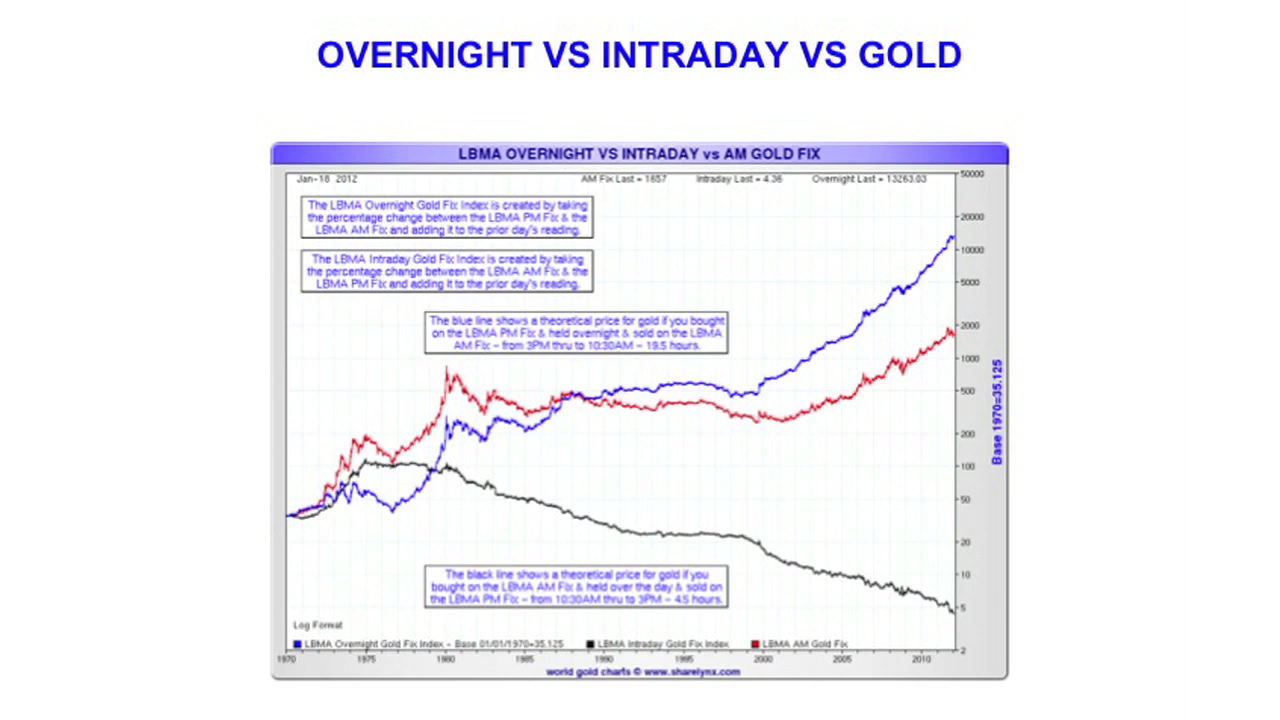 OVERNIGHT VS INTRADAY VS GOLD
LBMA OVERNIGHT VS INTRADAY vs AM GOLD FIX
Jan-18 2012 AM Fix Last = 1657 Intraday Last = 4.36 Overnight Last = 13263.03
The LBMA Overnight Gold Fix Index is created by taking
the percentage change between the LBMA PM Fix & the
LBMA AM Fix and adding it to the prior day's reading.
The LBMA Intraday Gold Fix Index is created by taking
the percentage change between the LBMA AM Fix & the
LBMA PM Fix and adding it to the prior day's reading.
The blue line shows a theoretical price for gold if you bought
on the LBMA PM Fix & held overnight & sold on the LBMA
AM Fix – from 3PM thru to 10:30AM – 19.5 hours.
The black line shows a theoretical price for gold if you
bought on the LBMA AM Fix & held over the day & sold on
the LBMA PM Fix – from 10:30AM thru to 3PM – 4.5 hours.
50000
20000
10000
5000
2000
1000
500
200
100
50
20
10
5
2
Base 1970=35.125
Log Format
LBMA Overnight Gold Fix Index – Base 01/01/1970=35.125 LBMA Intraday Gold Fix Index LBMA AM Gold Fix
1970 1975 1980 1985 1990 1995 2000 2005 2010
world gold charts © www.sharelynx.com